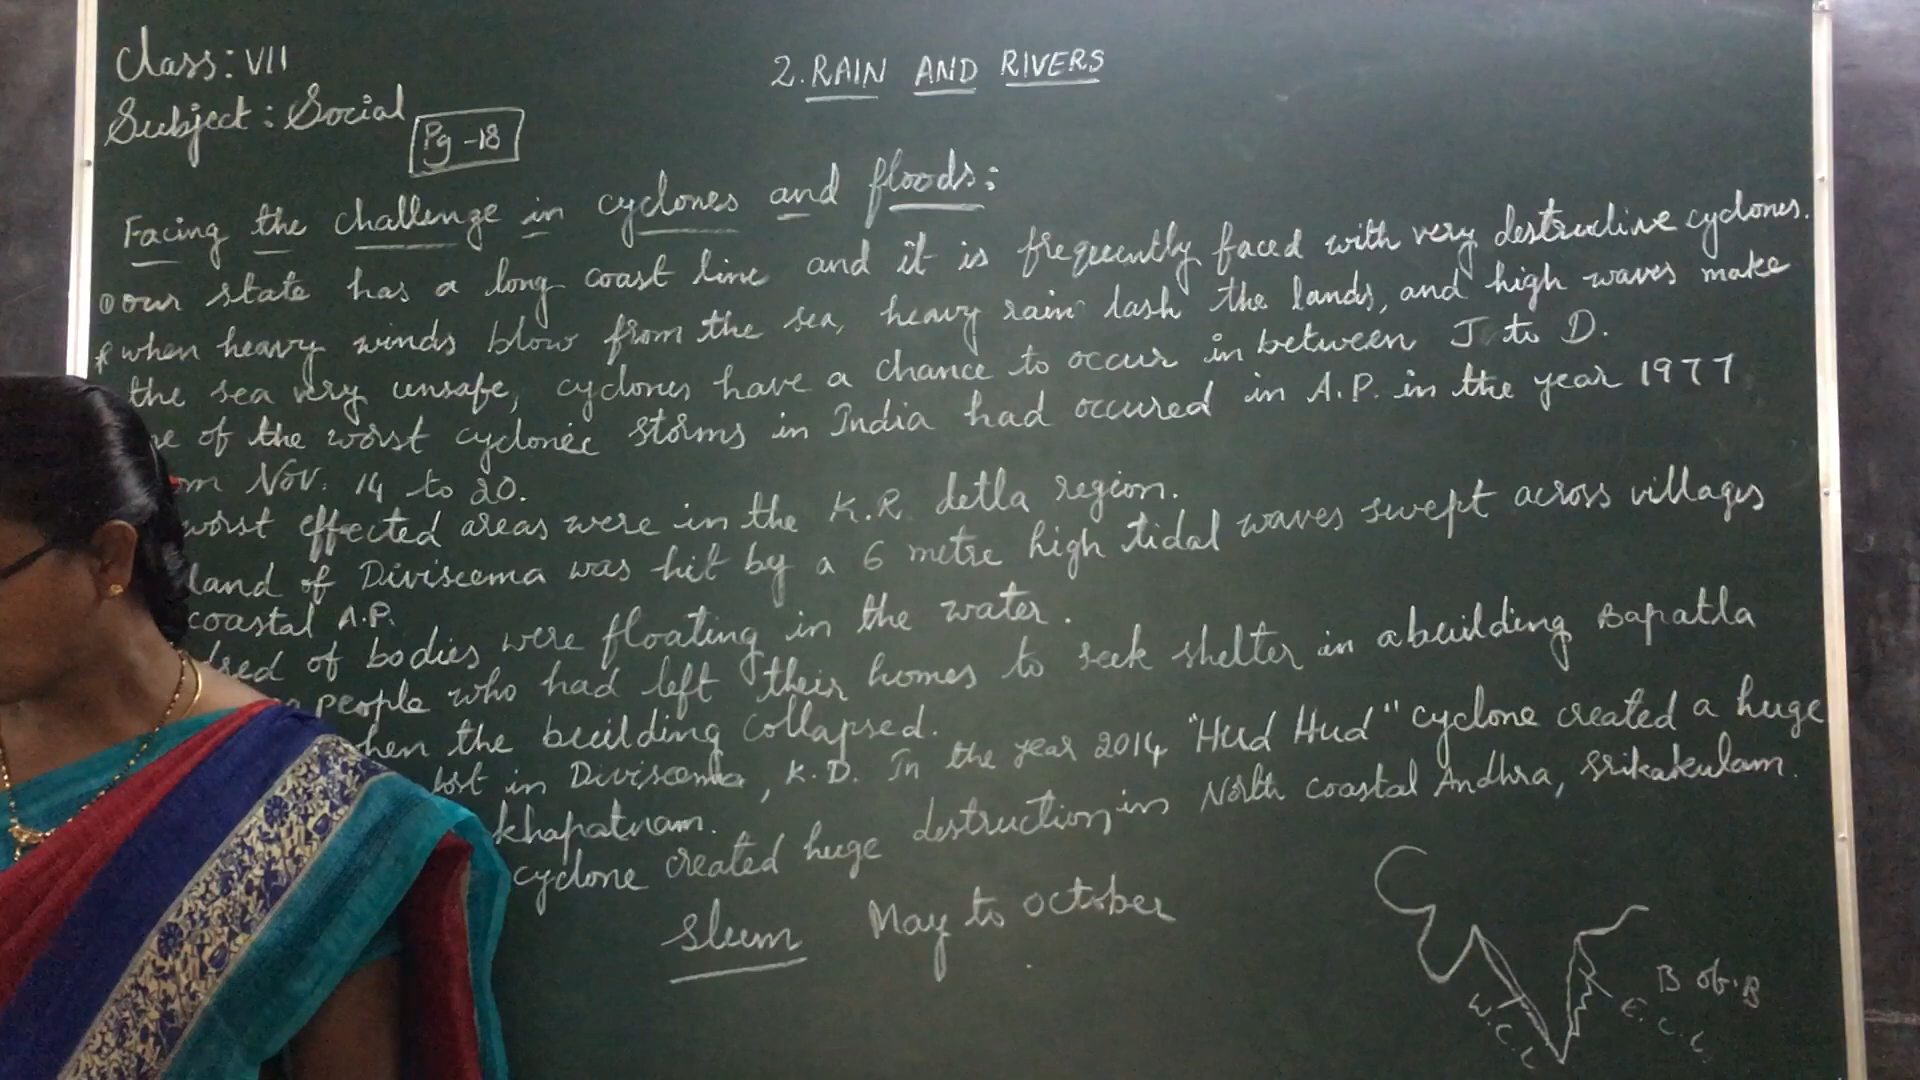 Class: VII
2. RAIN AND RIVERS
Subject: Social
Pg -18
Facing the challenge in cyclones and floods:
① our state has a long coast line and it is frequently faced with very destructive cyclones.
* when heavy winds blow from the sea, heavy rain lash the lands, and high waves make
the sea very unsafe, cyclones have a chance to occur in between J to D.
ne of the worst cyclonic storms in India had occured in A.P. in the year 1977
om Nov. 14 to 20.
worst effected areas were in the K.R. detla region.
land of Diviseema was hit by a 6 metre high tidal waves swept across villages
coastal A.P.
dred of bodies were floating in the water.
people who had left their homes to seek shelter in a building Bapatla
hen the building collapsed.
lost in Diviseema, K.D. In the year 2014 "Hud Hud" cyclone created a huge
khapatnam.
cyclone created huge destruction in North coastal Andhra, Srikakulam.
Slum May to October
B of. B
W.C.L
E.C.L